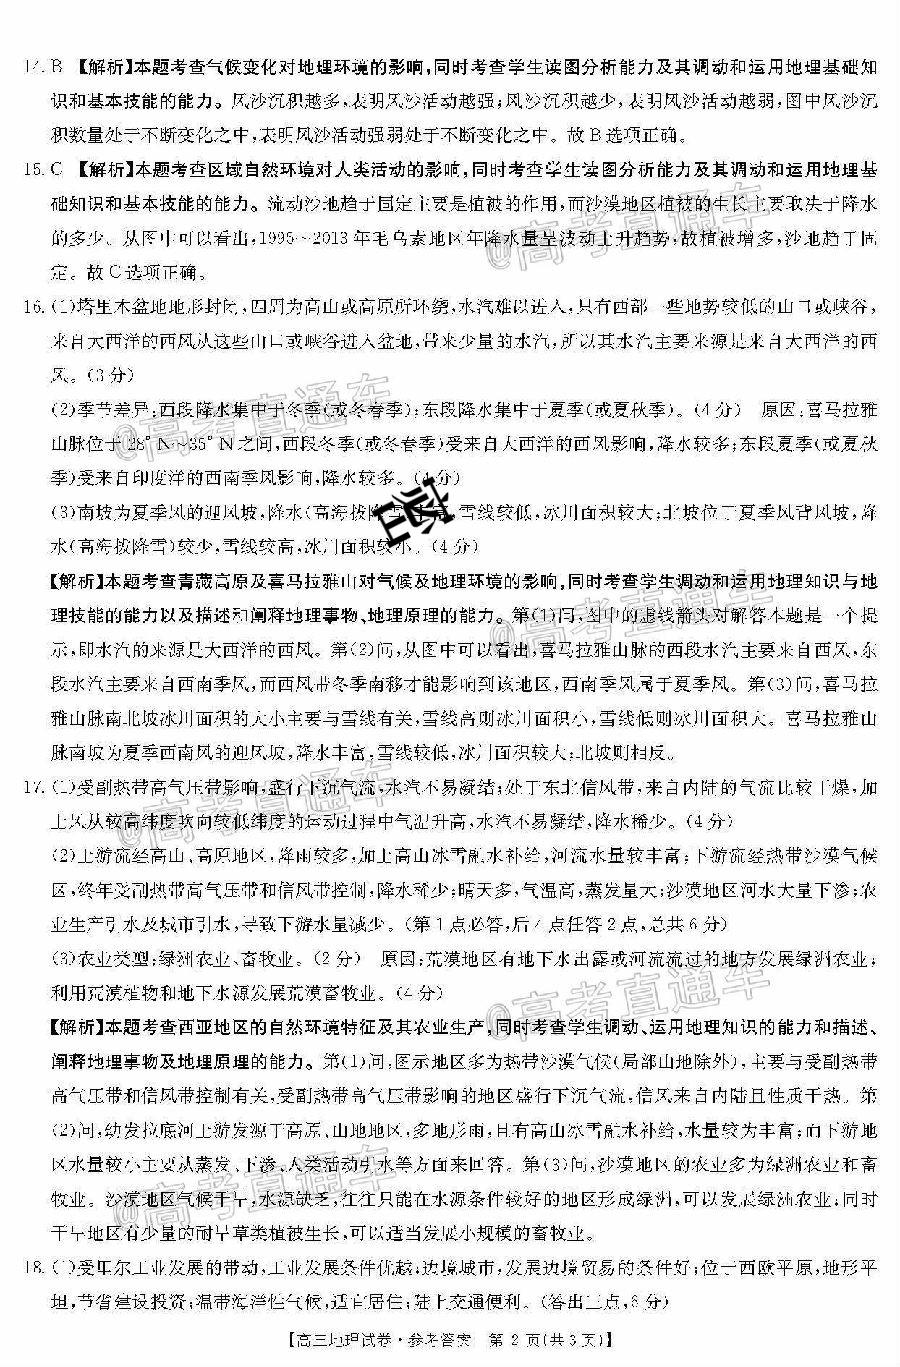 14. B 【解析】本题考查气候变化对地理环境的影响,同时考查学生读图分析能力及其调动和运用地理基础知
识和基本技能的能力。风沙沉积越多,表明风沙活动越强;风沙沉积越少,表明风沙活动越弱,图中风沙沉
积数量处于不断变化之中,表明风沙活动强弱处于不断变化之中。故B选项正确。
15. C 【解析】本题考查区域自然环境对人类活动的影响,同时考查学生读图分析能力及其调动和运用地理基
础知识和基本技能的能力。流动沙地趋于固定主要是植被的作用,而沙漠地区植被的生长主要取决于降水
的多少。从图中可以看出,1995~2013年毛乌素地区年降水量呈波动上升趋势,故植被增多,沙地趋于固
定。故C选项正确。
16. (1)塔里木盆地地形封闭,四周为高山或高原所环绕,水汽难以进入,只有西部一些地势较低的山口或峡谷,
来自大西洋的西风从这些山口或峡谷进入盆地,带来少量的水汽,所以其水汽主要来源是来自大西洋的西
风。(3分)
(2)季节差异:西段降水集中于冬季(或冬春季);东段降水集中于夏季(或夏秋季)。(4分) 原因:喜马拉雅
山脉位于28°N~35°N之间,西段冬季(或冬春季)受来自大西洋的西风影响,降水较多;东段夏季(或夏秋
季)受来自印度洋的西南季风影响,降水较多。(4分)
(3)南坡为夏季风的迎风坡,降水(高海拔降雪),雪线较低,冰川面积较大;北坡位于夏季风背风坡,降
水(高海拔降雪)较少,雪线较高,冰川面积较小。(4分)
【解析】本题考查青藏高原及喜马拉雅山对气候及地理环境的影响,同时考查学生调动和运用地理知识与地
理技能的能力以及描述和阐释地理事物、地理原理的能力。第(1)问,图中的虚线箭头对解答本题是一个提
示,即水汽的来源是大西洋的西风。第(2)问,从图中可以看出,喜马拉雅山脉的西段水汽主要来自西风,东
段水汽主要来自西南季风,而西风带冬季南移才能影响到该地区,西南季风属于夏季风。第(3)问,喜马拉
雅山脉南北坡冰川面积的大小主要与雪线有关,雪线高则冰川面积小,雪线低则冰川面积大。喜马拉雅山
脉南坡为夏季西南风的迎风坡,降水丰富,雪线较低,冰川面积较大;北坡则相反。
17. (1)受副热带高气压带影响,盛行下沉气流,水汽不易凝结;处于东北信风带,来自内陆的气流比较干燥,加
上风从较高纬度吹向较低纬度的运动过程中气温升高,水汽不易凝结,降水稀少。(4分)
(2)上游流经高山、高原地区,降雨较多,加上高山冰雪融水补给,河流水量较丰富;下游流经热带沙漠气候
区,终年受副热带高气压带和信风带控制,降水稀少;晴天多,气温高,蒸发量大;沙漠地区河水大量下渗;农
业生产引水及城市引水,导致下游水量减少。(第1点必答,后4点任答2点,总共6分)
(3)农业类型:绿洲农业、畜牧业。(2分) 原因:荒漠地区有地下水出露或河流流过的地方发展绿洲农业;
利用荒漠植物和地下水源发展荒漠畜牧业。(4分)
【解析】本题考查西亚地区的自然环境特征及其农业生产,同时考查学生调动、运用地理知识的能力和描述、
阐释地理事物及地理原理的能力。第(1)问,图示地区多为热带沙漠气候(局部山地除外),主要与受副热带
高气压带和信风带控制有关,受副热带高气压带影响的地区盛行下沉气流,信风来自内陆且性质干热。第
(2)问,幼发拉底河上游发源于高原、山地地区,多地形雨,且有高山冰雪融水补给,水量较为丰富;而下游地
区水量较小主要从蒸发、下渗、人类活动引水等方面来回答。第(3)问,沙漠地区的农业多为绿洲农业和畜
牧业。沙漠地区气候干旱,水源缺乏,往往只能在水源条件较好的地区形成绿洲,可以发展绿洲农业;同时
干旱地区有少量的耐旱草类植被生长,可以适当发展小规模的畜牧业。
18. (1)受鲁尔工业发展的带动,工业发展条件优越;边境城市,发展边境贸易的条件好;位于西欧平原,地形平
坦,节省建设投资;温带海洋性气候,适宜居住;陆上交通便利。(答出三点,6分)
【高三地理试卷·参考答案 第2页(共3页)】
@高考直通车
@高考直通车
@高考直通车
@高考直通车
@高考直通车
@高考直通车